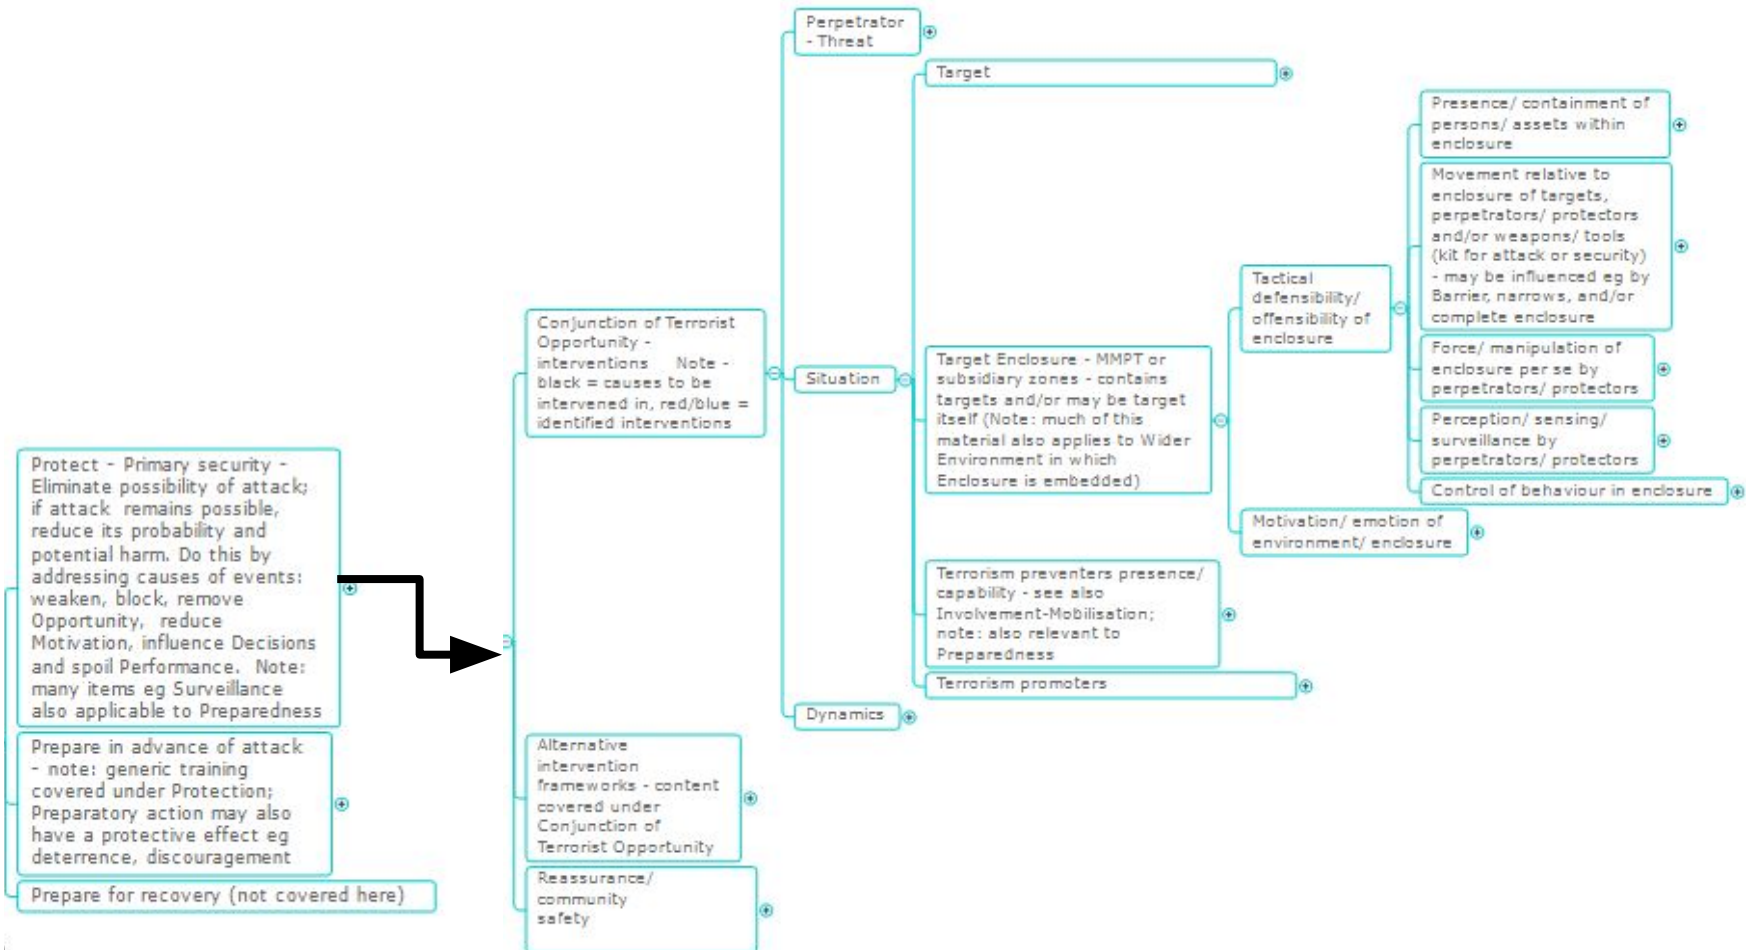 Perpetrator
- Threat
Target
Presence/ containment of
persons/ assets within
enclosure
Movement relative to
enclosure of targets,
perpetrators/ protectors
and/or weapons/ tools
(kit for attack or security)
- may be influenced eg by
Barrier, narrows, and/or
complete enclosure
Tactical
defensibility/
offensibility of
enclosure
Conjunction of Terrorist
Opportunity -
interventions Note -
black = causes to be
intervened in, red/blue =
identified interventions
Situation
Target Enclosure - MMPT or
subsidiary zones - contains
targets and/or may be target
itself (Note: much of this
material also applies to Wider
Environment in which
Enclosure is embedded)
Force/ manipulation of
enclosure per se by
perpetrators/ protectors
Perception/ sensing/
surveillance by
perpetrators/ protectors
Control of behaviour in enclosure
Motivation/ emotion of
environment/ enclosure
Protect - Primary security -
Eliminate possibility of attack;
if attack remains possible,
reduce its probability and
potential harm. Do this by
addressing causes of events:
weaken, block, remove
Opportunity, reduce
Motivation, influence Decisions
and spoil Performance. Note:
many items eg Surveillance
also applicable to Preparedness
Terrorism preventers presence/
capability - see also
Involvement-Mobilisation;
note: also relevant to
Preparedness
Terrorism promoters
Dynamics
Prepare in advance of attack
- note: generic training
covered under Protection;
Preparatory action may also
have a protective effect eg
deterrence, discouragement
Alternative
intervention
frameworks - content
covered under
Conjunction of
Terrorist Opportunity
Prepare for recovery (not covered here)
Reassurance/
community
safety